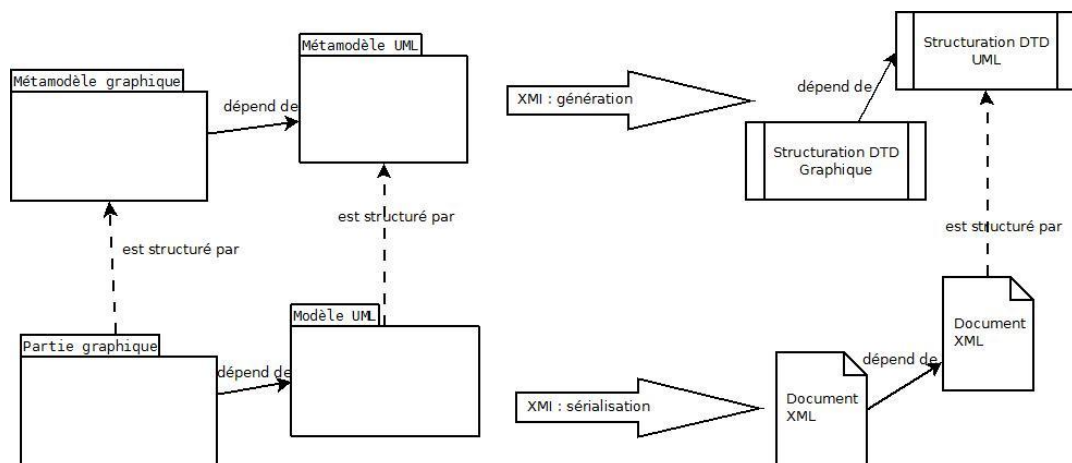 Métamodèle UML
Structuration DTD
UML
Métamodèle graphique
dépend de
XMI : génération
dépend de
Structuration DTD
Graphique
est structuré par
est structuré par
est structuré par
Modèle UML
Document
XML
Partie graphique
dépend de
dépend de
XMI : sérialisation
Document
XML